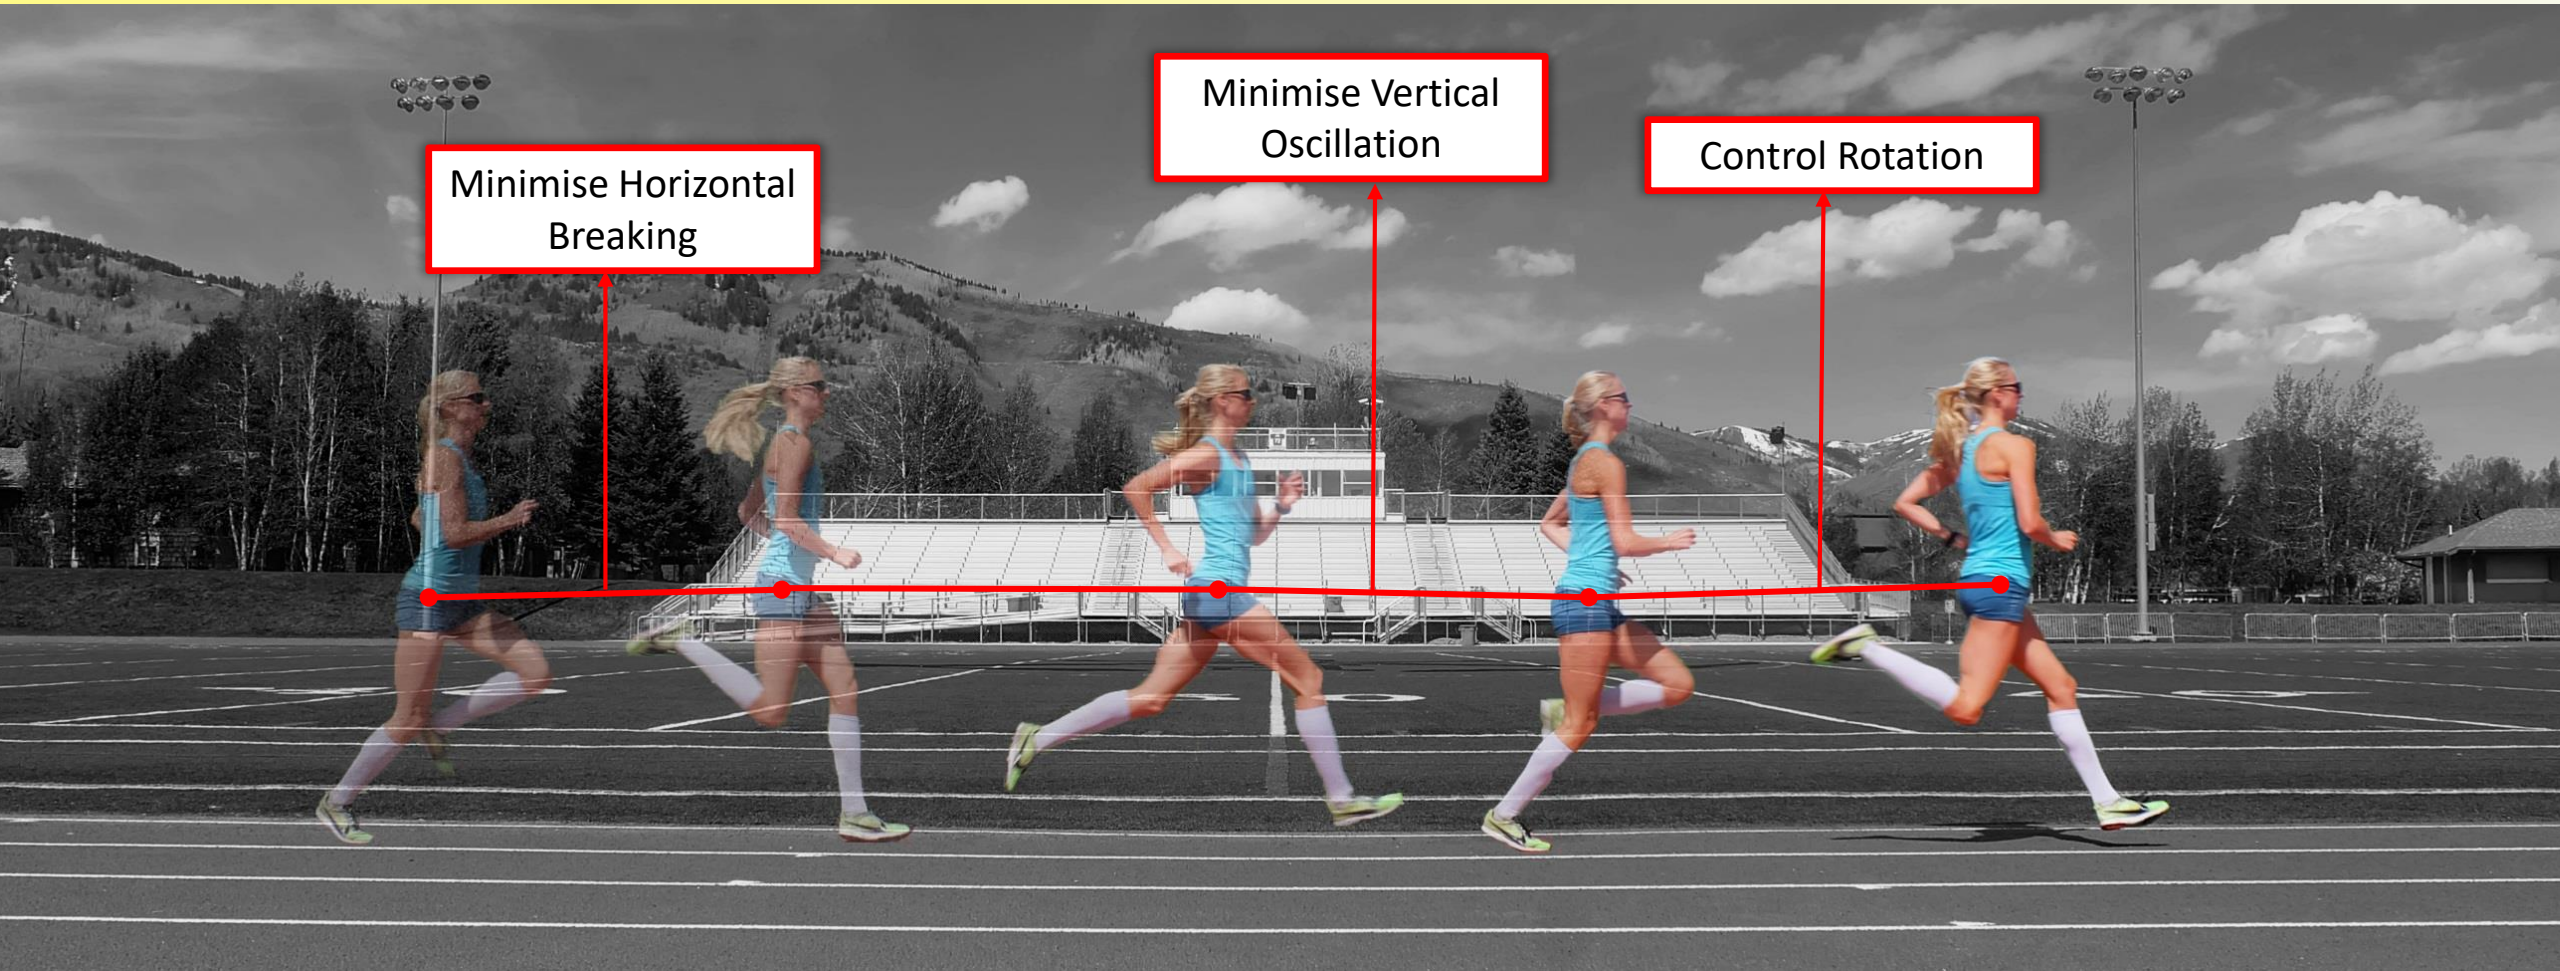 Minimise Horizontal
Breaking
Minimise Vertical
Oscillation
Control Rotation